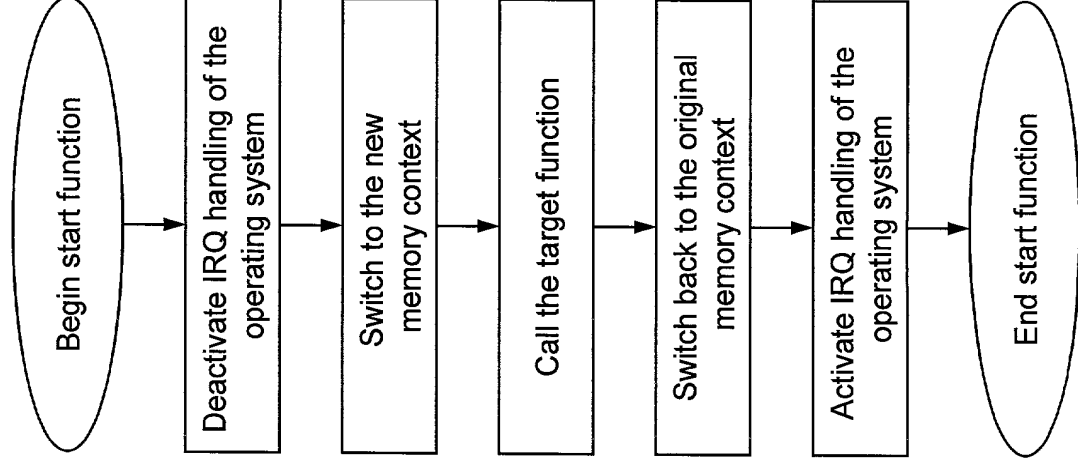 Begin start function
Deactivate IRQ handling of the
operating system
Switch to the new
memory context
Call the target function
Switch back to the original
memory context
Activate IRQ handling of the
operating system
End start function